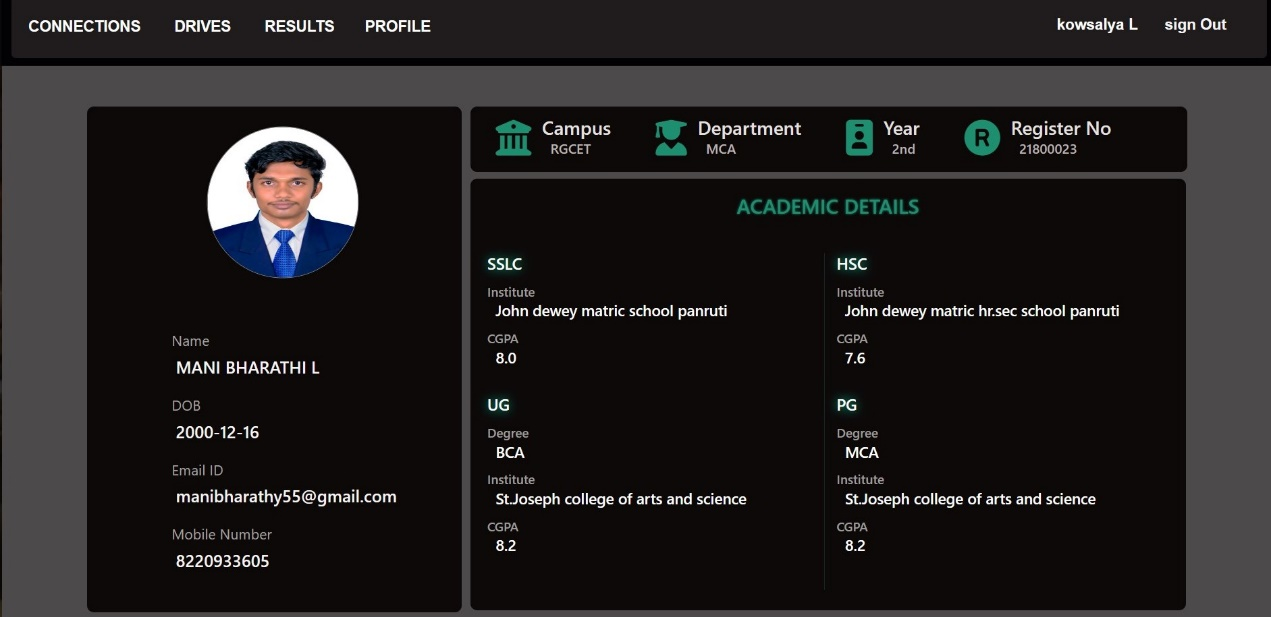 CONNECTIONS DRIVES RESULTS PROFILE kowsalya L sign Out
MANI BHARATHI L
Name
DOB
2000-12-16
Email ID
manibharathy55@gmail.com
Mobile Number
8220933605
Campus
RGCET
Department
MCA
Year
2nd
R
Register No
21800023
ACADEMIC DETAILS
SSLC
Institute
John dewey matric school panruti
CGPA
8.0
HSC
Institute
John dewey matric hr.sec school panruti
CGPA
7.6
UG
Degree
BCA
Institute
St.Joseph college of arts and science
CGPA
8.2
PG
Degree
MCA
Institute
St.Joseph college of arts and science
CGPA
8.2